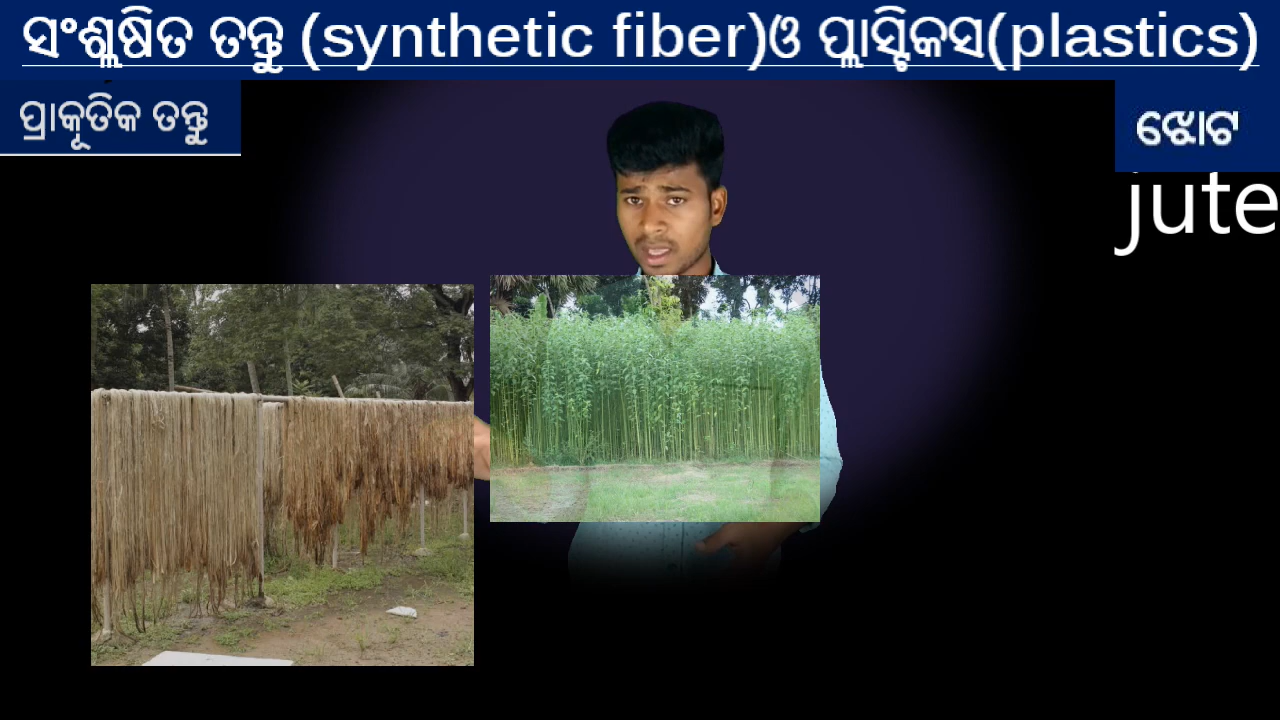 ସଂଶ୍ଳେଷିତ ତନ୍ତୁ (synthetic fiber)ଓ ପ୍ଲାସ୍ଟିକସ(plastics)
ପ୍ରାକୃତିକ ତନ୍ତୁ
ଝୋଟ
jute